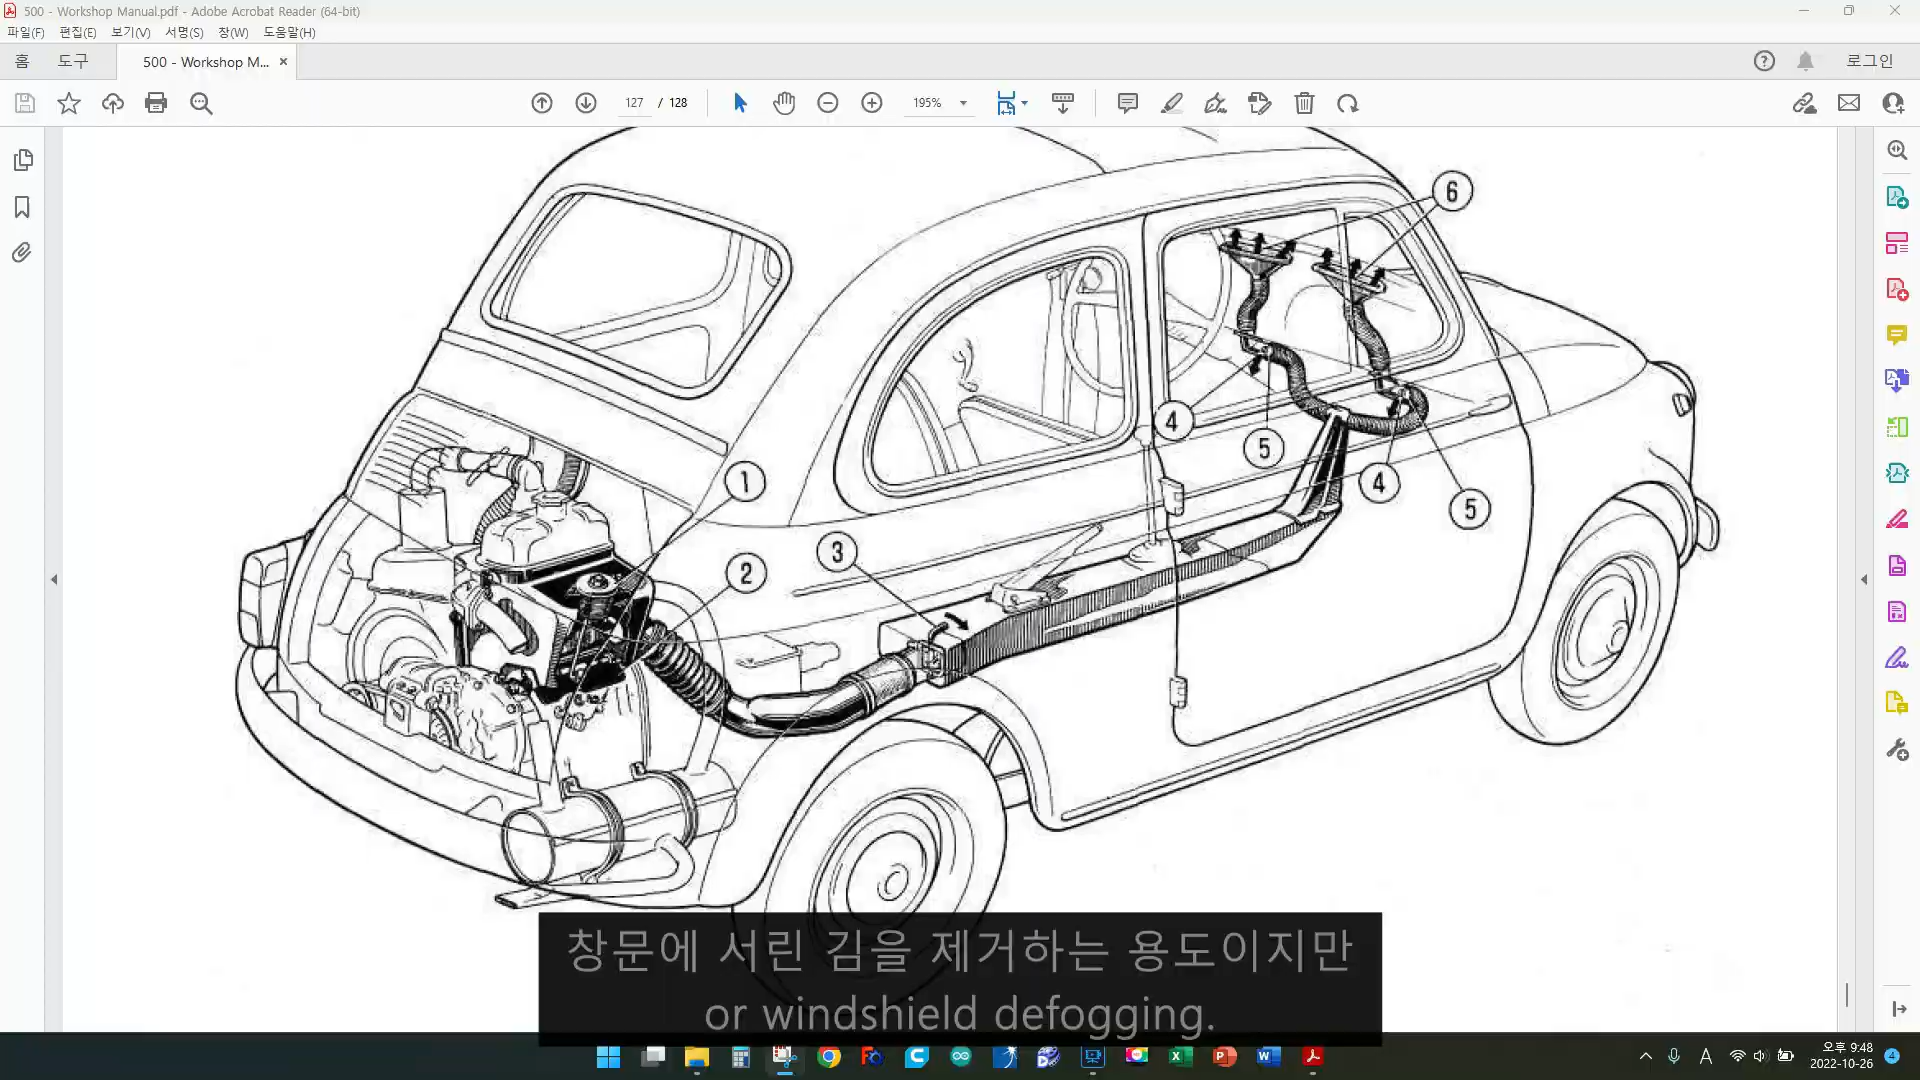 500 - Workshop Manual.pdf - Adobe Acrobat Reader (64-bit)
파일(F) 편집(E) 보기(V) 서명(S) 창(W) 도움말(H)
홈 도구 500 - Workshop M... × 로그인
127 / 128 195%
6
4
5
4
5
1
3
2
창문에 서린 김을 제거하는 용도이지만
or windshield defogging.
A 오후 9:48
2022-10-26 4